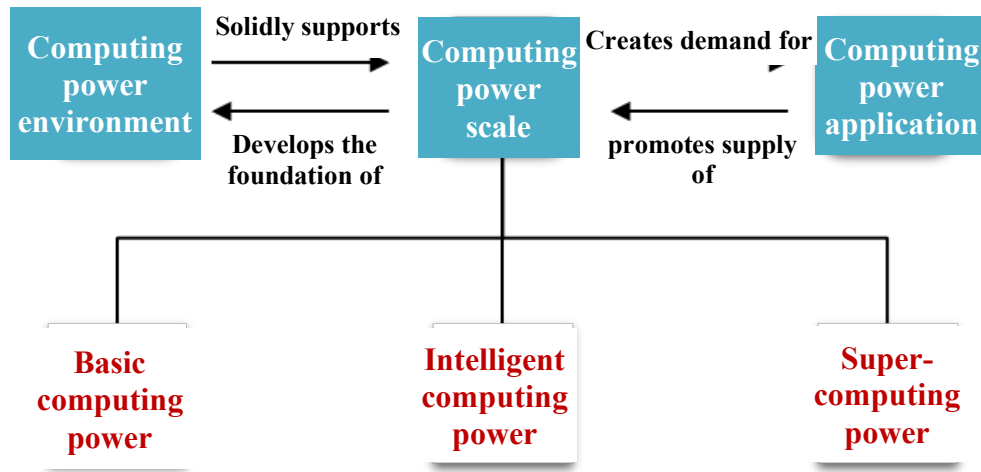 Computing
power
environment
Solidly supports
Develops the
foundation of
Computing
power
scale
Creates demand for
promotes supply
of
Computing
power
application
Basic
computing
power
Intelligent
computing
power
Super-
computing
power